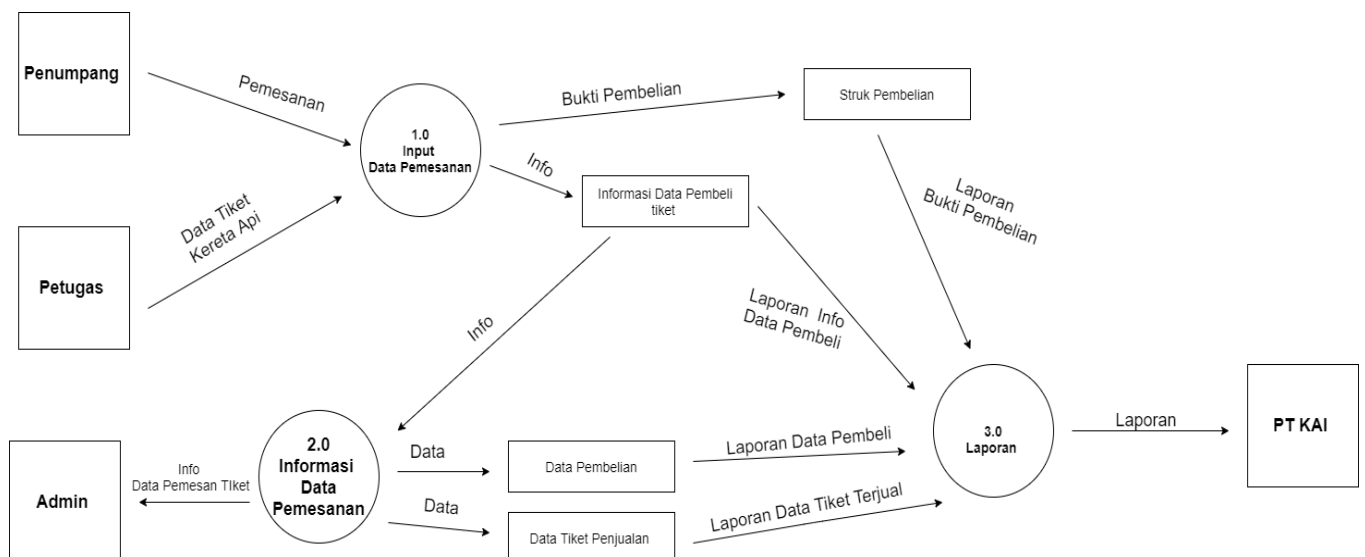 Penumpang
Pemesanan
1.0
Input
Data Pemesanan
Bukti Pembelian
Struk Pembelian
Info
Informasi Data Pembeli
tiket
Data Tiket
Kereta Api
Petugas
Laporan
Bukti Pembelian
Laporan Info
Data Pembeli
Info
3.0
Laporan
Laporan
PT KAI
Admin
Info
Data Pemesan TIket
2.0
Informasi
Data
Pemesanan
Data
Data Pembelian
Laporan Data Pembeli
Data
Data Tiket Penjualan
Laporan Data Tiket Terjual